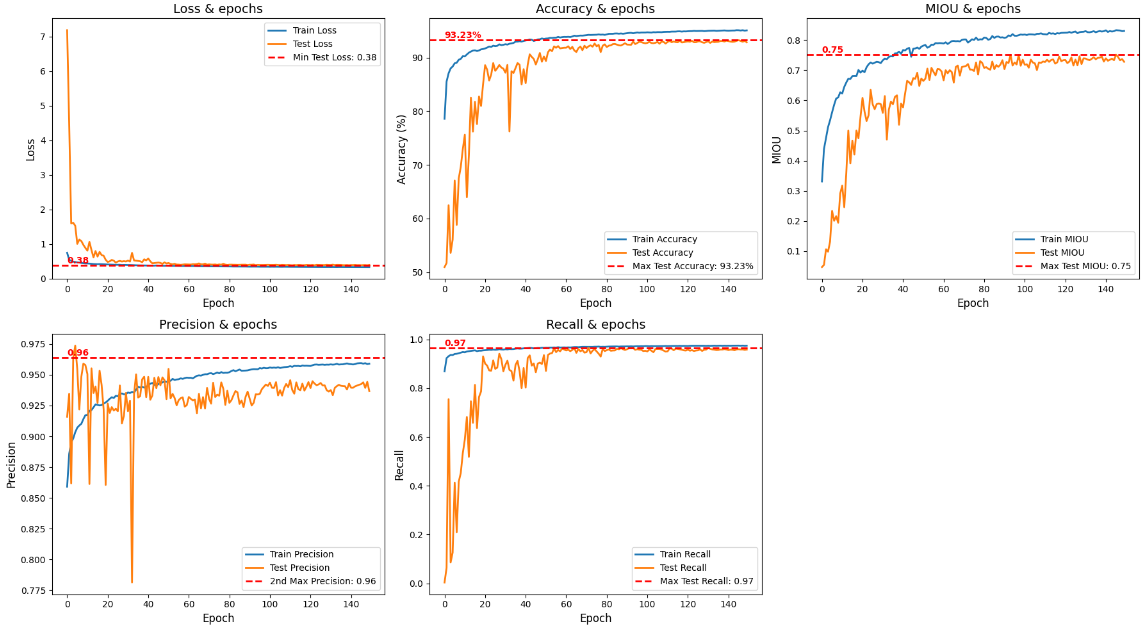 Loss & epochs
Loss
7
6
5
4
3
2
1
0
0.38
Train Loss
Test Loss
Min Test Loss: 0.38
0 20 40 60 80 100 120 140
Epoch
Accuracy & epochs
Accuracy (%)
90
80
70
60
50
93.23%
Train Accuracy
Test Accuracy
Max Test Accuracy: 93.23%
0 20 40 60 80 100 120 140
Epoch
MIOU & epochs
MIOU
0.8
0.7
0.6
0.5
0.4
0.3
0.2
0.1
0.75
Train MIOU
Test MIOU
Max Test MIOU: 0.75
0 20 40 60 80 100 120 140
Epoch
Precision & epochs
Precision
0.975
0.950
0.925
0.900
0.875
0.850
0.825
0.800
0.775
0.96
Train Precision
Test Precision
2nd Max Precision: 0.96
0 20 40 60 80 100 120 140
Epoch
Recall & epochs
Recall
1.0
0.8
0.6
0.4
0.2
0.0
0.97
Train Recall
Test Recall
Max Test Recall: 0.97
0 20 40 60 80 100 120 140
Epoch